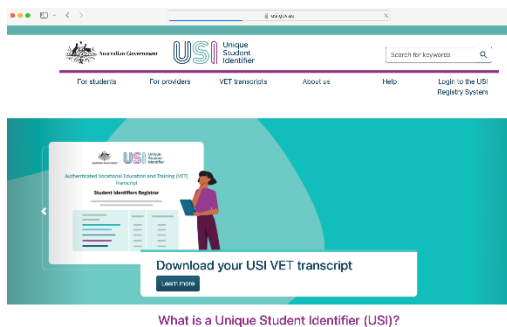 usi.gov.au
Australian Government
USI
Unique
Student
Identifier
Search for keywords
For students
For providers
VET transcripts
About us
Help
Login to the USI
Registry System
USI
Unique
Student
Identifier
Authenticated Vocational Education and Training (VET)
Transcript
Student Identifiers Registrar
Download your USI VET transcript
Learn more
What is a Unique Student Identifier (USI)?